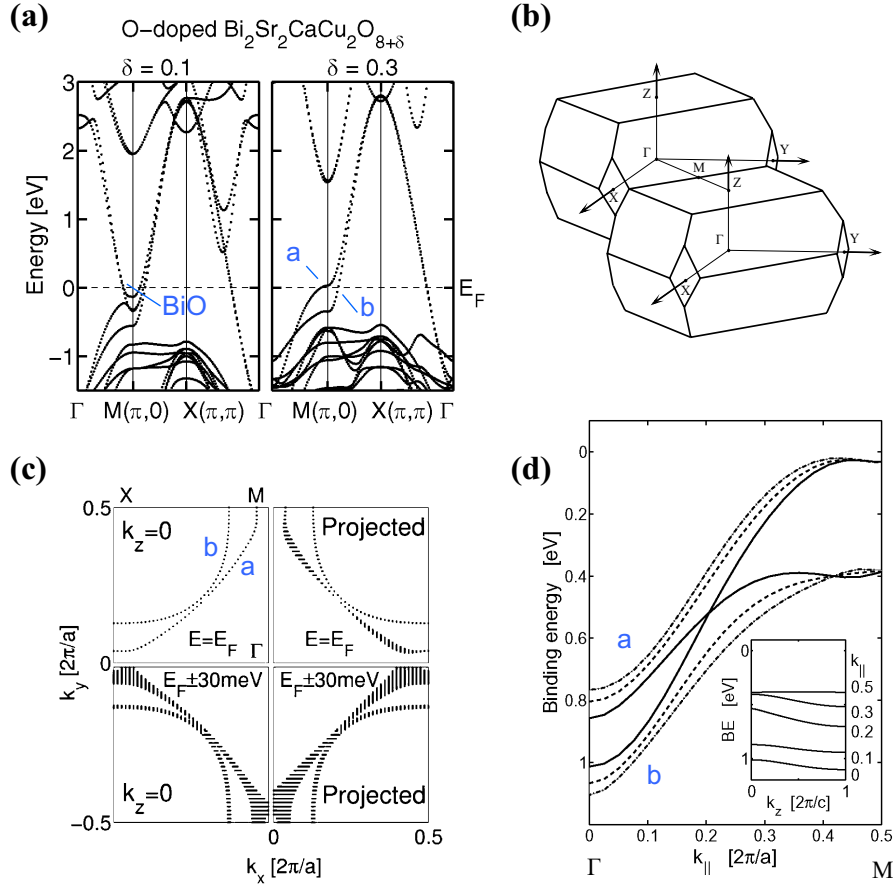 (a)
O-doped Bi2Sr2CaCu2O8+δ
δ = 0.1
δ = 0.3
3
2
1
0
−1
Energy [eV]
BiO
a
b
EF
Γ M(π,0) X(π,π) Γ
M(π,0) X(π,π) Γ
(b)
Z
Γ
Y
M
X
Z
Γ
Y
X
(c)
X M
0.5
kz=0
b
a
E=EF Γ
Projected
E=EF
0
ky [2π/a]
EF±30meV
EF±30meV
kz=0
Projected
-0.5
0 0.5
kx [2π/a]
(d)
0
0.2
0.4
0.6
0.8
1
Binding energy [eV]
a
b
0
1
BE [eV]
k||
0.5
0.3
0.2
0.1
0
0 1
kz [2π/c]
0 0.1 0.2 0.3 0.4 0.5
Γ k|| [2π/a] M